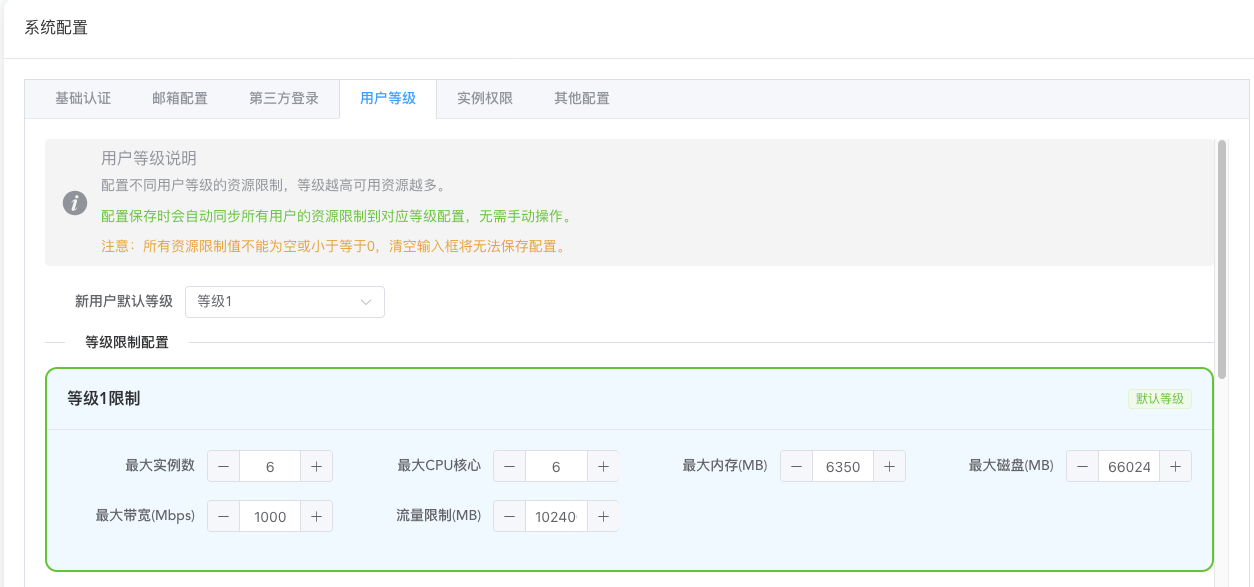 系统配置
基础认证 邮箱配置 第三方登录 用户等级 实例权限 其他配置
用户等级说明
配置不同用户等级的资源限制，等级越高可用资源越多。
配置保存时会自动同步所有用户的资源限制到对应等级配置，无需手动操作。
注意：所有资源限制值不能为空或小于等于0，清空输入框将无法保存配置。
新用户默认等级 等级1
等级限制配置
等级1限制 默认等级
最大实例数 − 6 + 最大CPU核心 − 6 + 最大内存(MB) − 6350 + 最大磁盘(MB) − 66024 +
最大带宽(Mbps) − 1000 + 流量限制(MB) − 10240 +